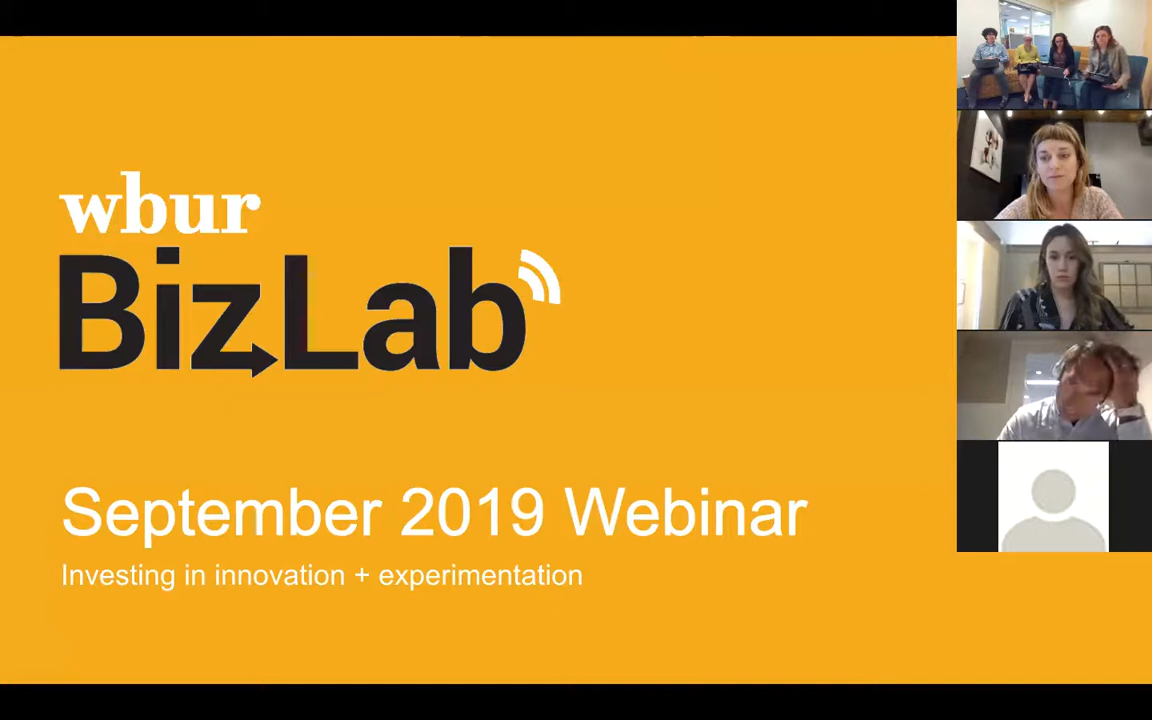 wbur
BizLab
September 2019 Webinar
Investing in innovation + experimentation